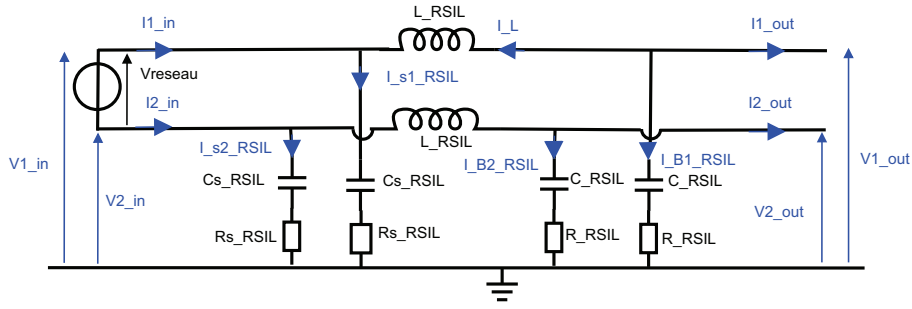 L_RSIL
I1_in
I_L
I1_out
Vreseau
I_s1_RSIL
I2_in
I2_out
L_RSIL
V1_in
I_s2_RSIL
I_B2_RSIL
I_B1_RSIL
V1_out
Cs_RSIL
Cs_RSIL
C_RSIL
C_RSIL
V2_in
V2_out
Rs_RSIL
Rs_RSIL
R_RSIL
R_RSIL